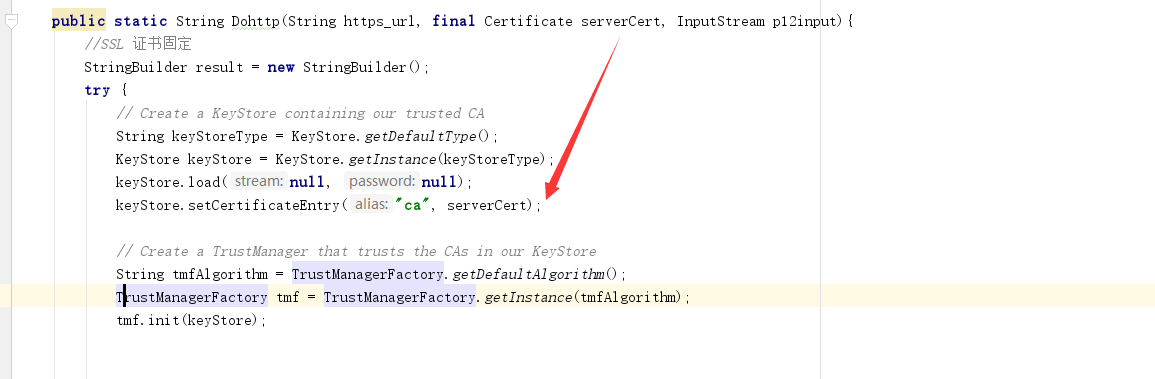 public static String Dohttp(String https_url, final Certificate serverCert, InputStream p12input){
//SSL 证书固定
StringBuilder result = new StringBuilder();
try {
// Create a KeyStore containing our trusted CA
String keyStoreType = KeyStore.getDefaultType();
KeyStore keyStore = KeyStore.getInstance(keyStoreType);
keyStore.load( stream: null, password: null);
keyStore.setCertificateEntry( alias: "ca", serverCert);
// Create a TrustManager that trusts the CAs in our KeyStore
String tmfAlgorithm = TrustManagerFactory.getDefaultAlgorithm();
TrustManagerFactory tmf = TrustManagerFactory.getInstance(tmfAlgorithm);
tmf.init(keyStore);